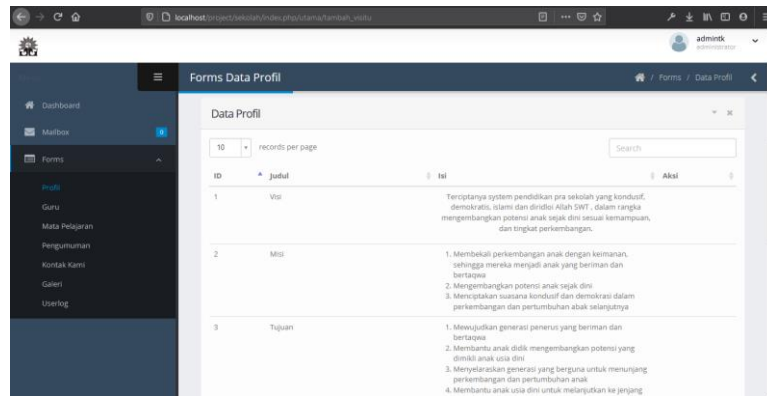 localhost/project/sekolah/index.php/utama/tambah_visitu
admintk
administrator
Forms Data Profil
/ Forms / Data Profil
Dashboard
Mailbox 0
Forms
Profil
Guru
Mata Pelajaran
Pengumuman
Kontak Kami
Galeri
Userlog
Data Profil
10 records per page
Search
ID Judul Isi Aksi
1 Visi Terciptanya system pendidikan pra sekolah yang kondusif,
demokratis, islami dan diridloi Allah SWT , dalam rangka
mengembangkan potensi anak sejak dini sesuai kemampuan,
dan tingkat perkembangan.
2 Misi 1. Membekali perkembangan anak dengan keimanan,
sehingga mereka menjadi anak yang beriman dan
bertaqwa
2. Mengembangkan potensi anak sejak dini
3. Menciptakan suasana kondusif dan demokrasi dalam
perkembangan dan pertumbuhan abak selanjutnya
3 Tujuan 1. Mewujudkan generasi penerus yang beriman dan
bertaqwa
2. Membantu anak didik mengembangkan potensi yang
dimikli anak usia dini
3. Menyelaraskan generasi yang berguna untuk menunjang
perkembangan dan pertumbuhan anak
4. Membantu anak usia dini untuk melanjutkan ke jenjang